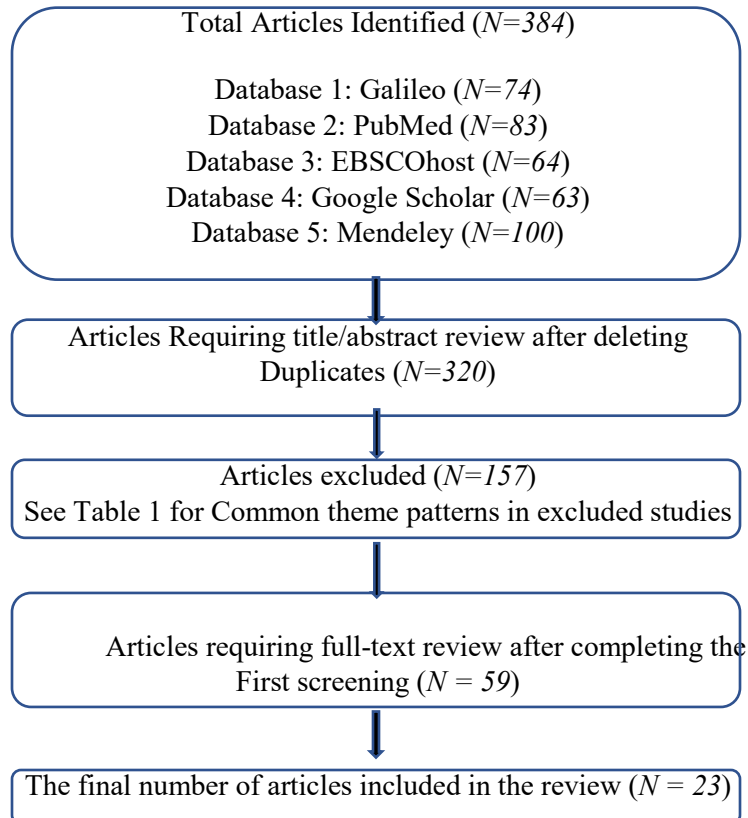 Total Articles Identified (N=384)
Database 1: Galileo (N=74)
Database 2: PubMed (N=83)
Database 3: EBSCOhost (N=64)
Database 4: Google Scholar (N=63)
Database 5: Mendeley (N=100)
Articles Requiring title/abstract review after deleting
Duplicates (N=320)
Articles excluded (N=157)
See Table 1 for Common theme patterns in excluded studies
Articles requiring full-text review after completing the
First screening (N = 59)
The final number of articles included in the review (N = 23)